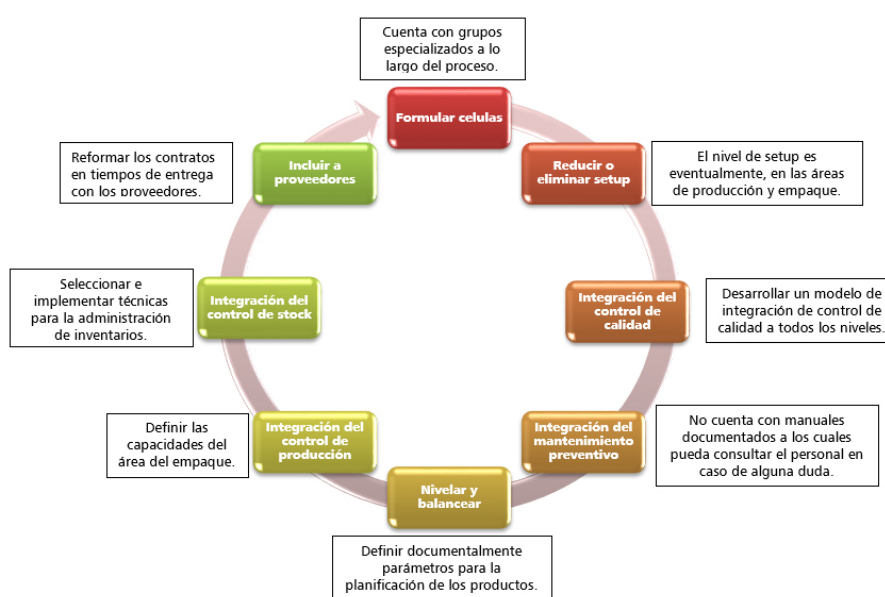 Cuenta con grupos
especializados a lo
largo del proceso.
Formular celulas
Reducir o
eliminar setup
El nivel de setup es
eventualmente, en las áreas
de producción y empaque.
Integración del
control de
calidad
Desarrollar un modelo de
integración de control de
calidad a todos los niveles.
Integración del
mantenimiento
preventivo
No cuenta con manuales
documentados a los cuales
pueda consultar el personal en
caso de alguna duda.
Nivelar y
balancear
Definir documentalmente
parámetros para la
planificación de los productos.
Integración del
control de
producción
Definir las
capacidades del
área del empaque.
Integración del
control de stock
Seleccionar e
implementar técnicas
para la administración
de inventarios.
Incluir a
proveedores
Reformar los contratos
en tiempos de entrega
con los proveedores.